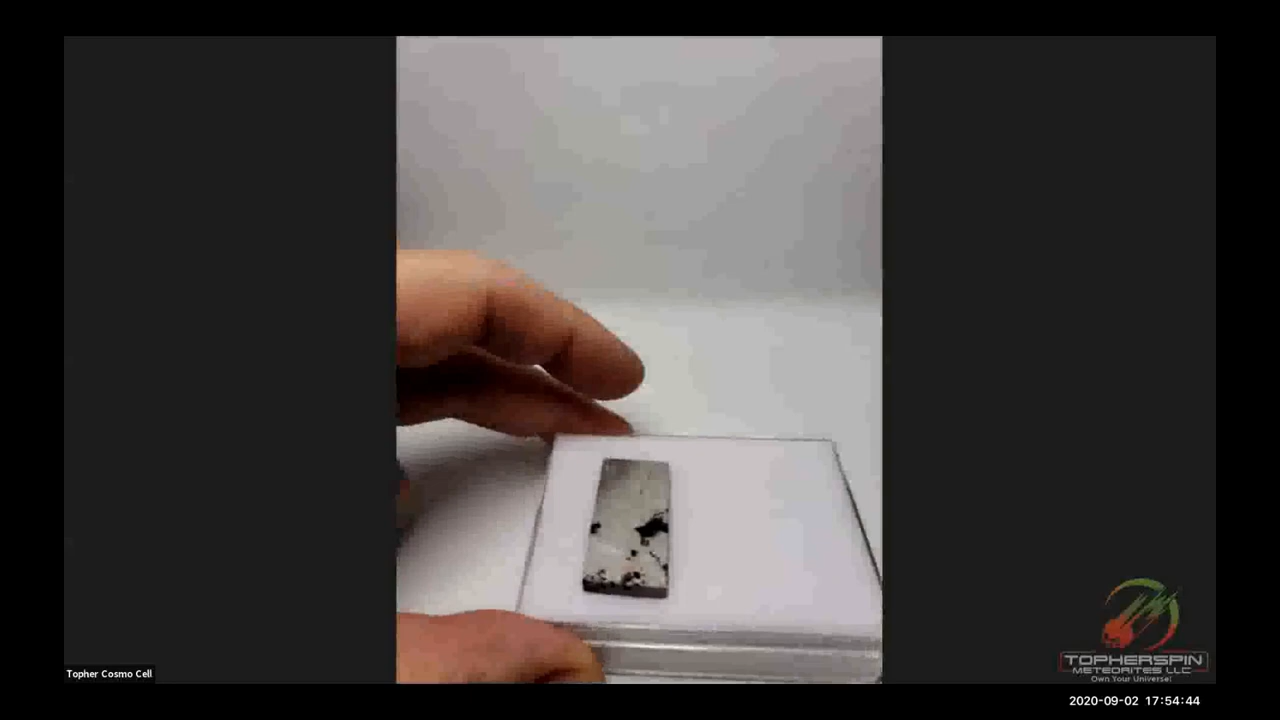 Topher Cosmo Cell
TOPHERSPIN
METEORITES LLC
Own Your Universe!
2020-09-02 17:54:44